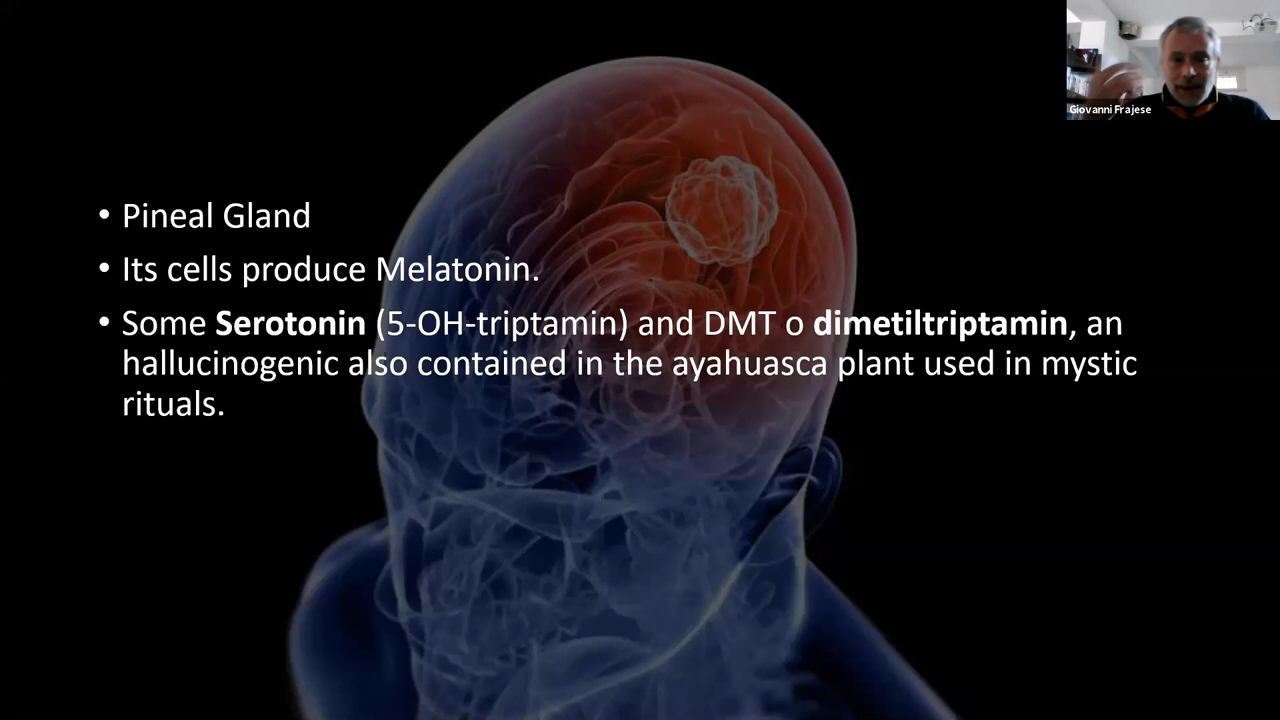 Giovanni Frajese
• Pineal Gland
• Its cells produce Melatonin.
• Some Serotonin (5-OH-triptamin) and DMT o dimetiltriptamin, an
hallucinogenic also contained in the ayahuasca plant used in mystic
rituals.